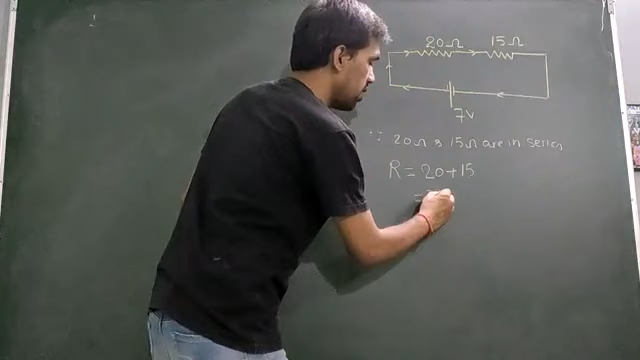 20Ω 15Ω
7V
∵ 20Ω & 15Ω are in series
R = 20+15
=